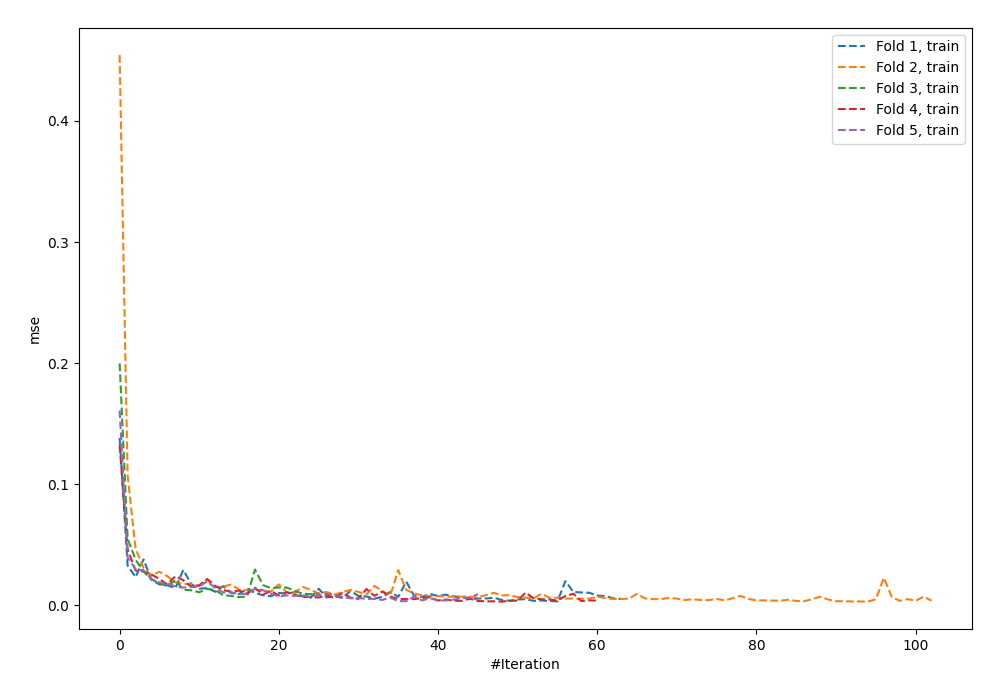 Fold 1, train
Fold 2, train
Fold 3, train
Fold 4, train
Fold 5, train
0.4
0.3
0.2
0.1
0.0
mse
0 20 40 60 80 100
#Iteration